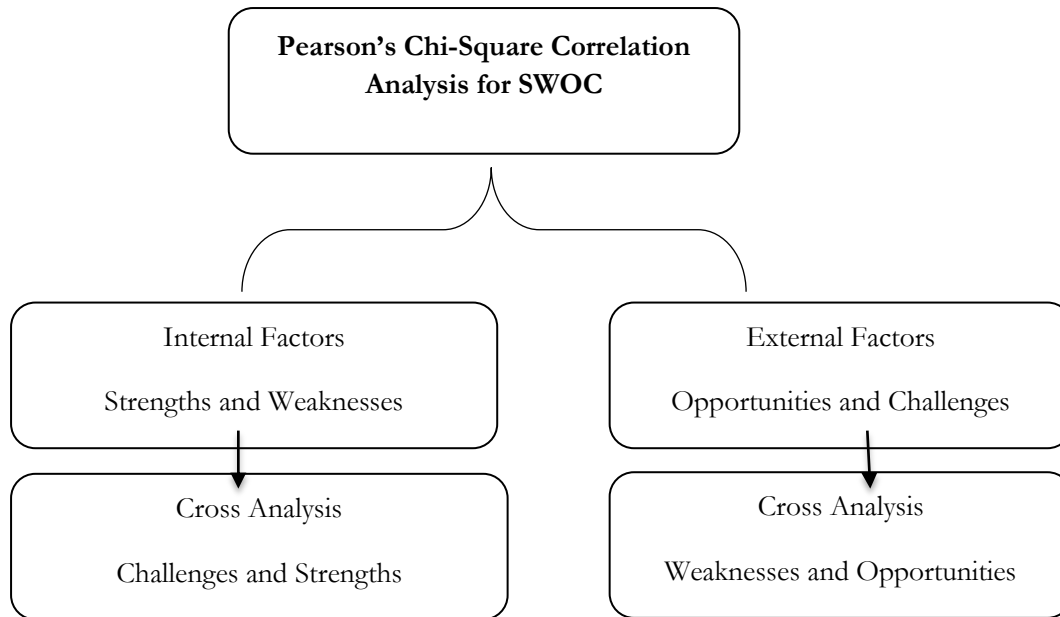 Pearson’s Chi-Square Correlation
Analysis for SWOC
Internal Factors
Strengths and Weaknesses
External Factors
Opportunities and Challenges
Cross Analysis
Challenges and Strengths
Cross Analysis
Weaknesses and Opportunities